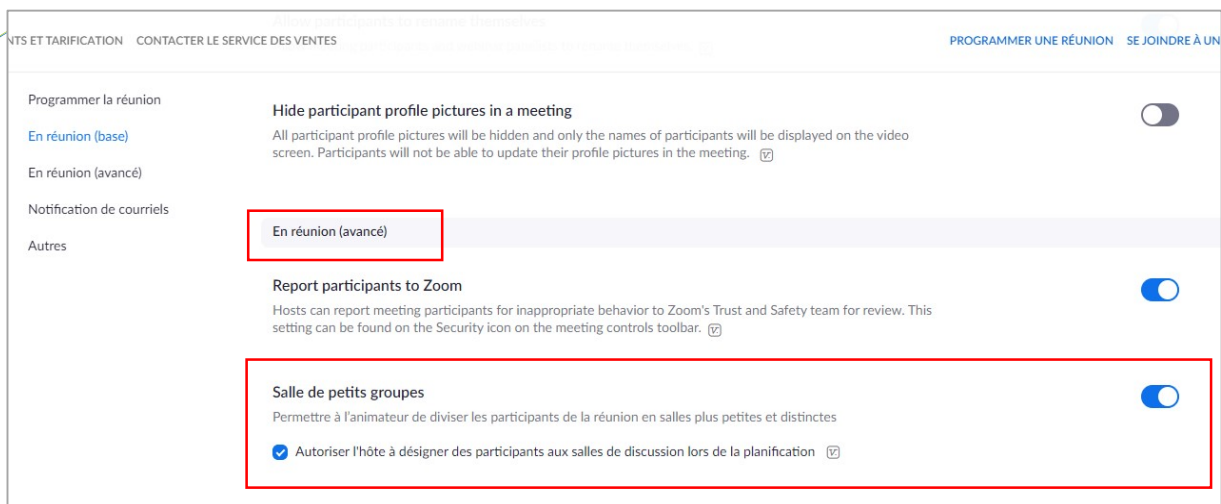 Allow participants to rename themselves
NTS ET TARIFICATION CONTACTER LE SERVICE DES VENTES PROGRAMMER UNE RÉUNION SE JOINDRE À UN
Programmer la réunion
En réunion (base)
En réunion (avancé)
Notification de courriels
Autres
Hide participant profile pictures in a meeting
All participant profile pictures will be hidden and only the names of participants will be displayed on the video
screen. Participants will not be able to update their profile pictures in the meeting.
En réunion (avancé)
Report participants to Zoom
Hosts can report meeting participants for inappropriate behavior to Zoom's Trust and Safety team for review. This
setting can be found on the Security icon on the meeting controls toolbar.
Salle de petits groupes
Permettre à l'animateur de diviser les participants de la réunion en salles plus petites et distinctes
Autoriser l'hôte à désigner des participants aux salles de discussion lors de la planification